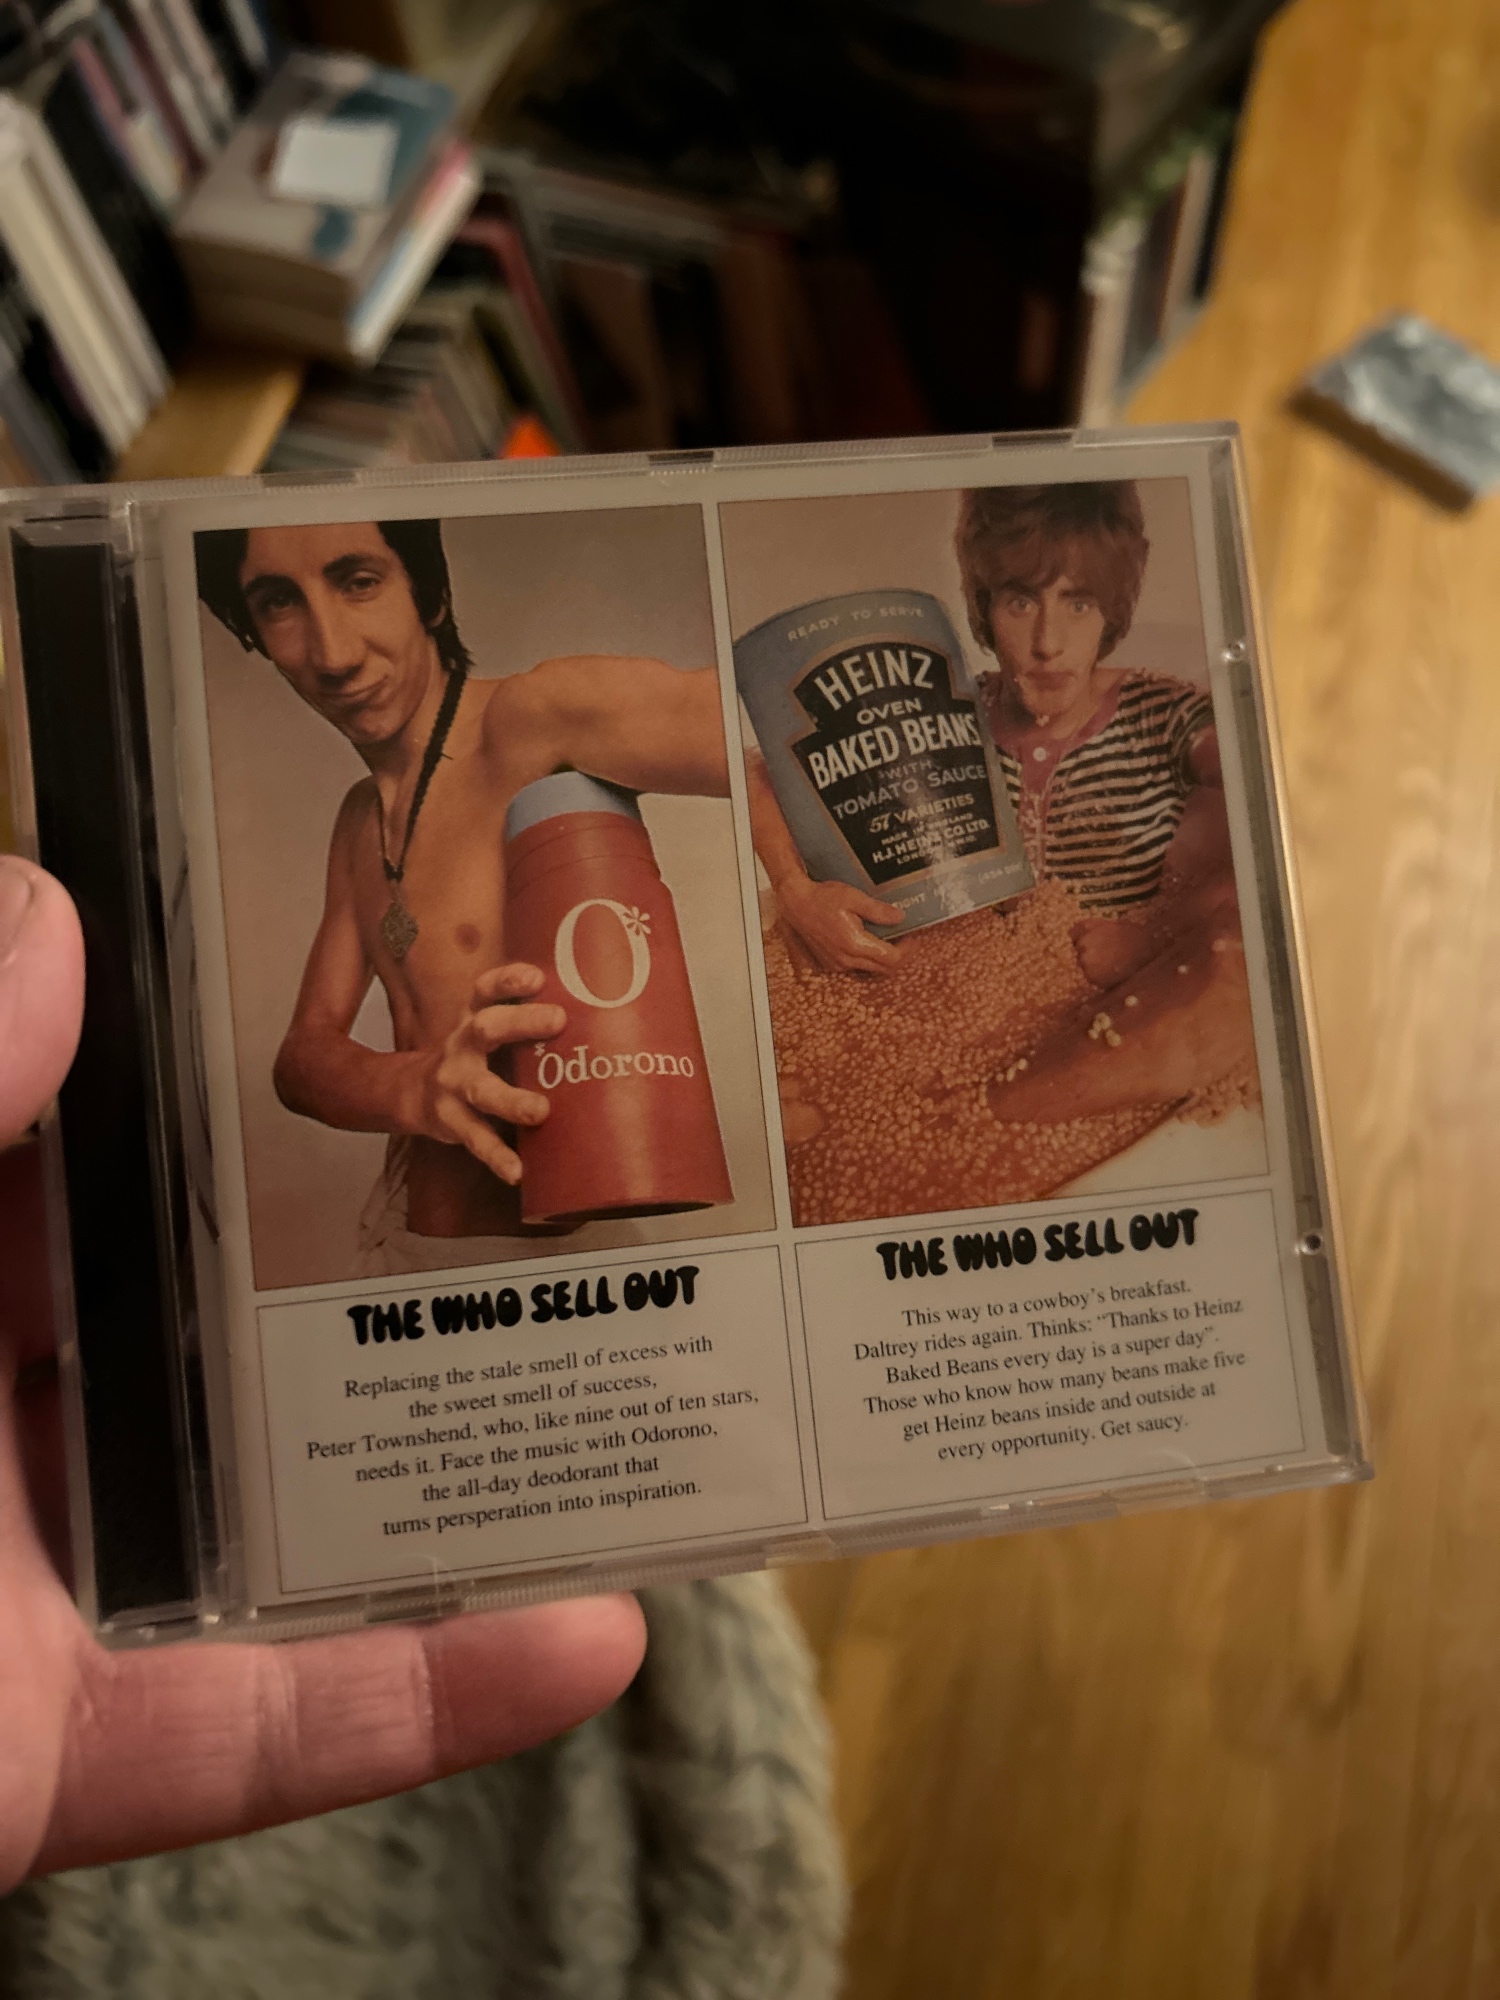 O*
Odorono
THE WHO SELL OUT
Replacing the stale smell of excess with
the sweet smell of success,
Peter Townshend, who, like nine out of ten stars,
needs it. Face the music with Odorono,
the all-day deodorant that
turns persperation into inspiration.
READY TO SERVE
HEINZ
OVEN
BAKED BEANS
WITH
TOMATO SAUCE
57 VARIETIES
MADE IN ENGLAND
H.J. HEINZ CO. LTD.
LONDON
THE WHO SELL OUT
This way to a cowboy's breakfast.
Daltrey rides again. Thinks: “Thanks to Heinz
Baked Beans every day is a super day”.
Those who know how many beans make five
get Heinz beans inside and outside at
every opportunity. Get saucy.